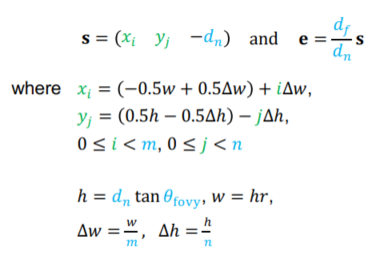 s = (x_i  y_j  −d_n)  and  e = d_f/d_n s
where  x_i = (−0.5w + 0.5Δw) + iΔw,
y_j = (0.5h − 0.5Δh) − jΔh,
0 ≤ i < m, 0 ≤ j < n
h = d_n tan θ_fovy, w = hr,
Δw = w/m,  Δh = h/n